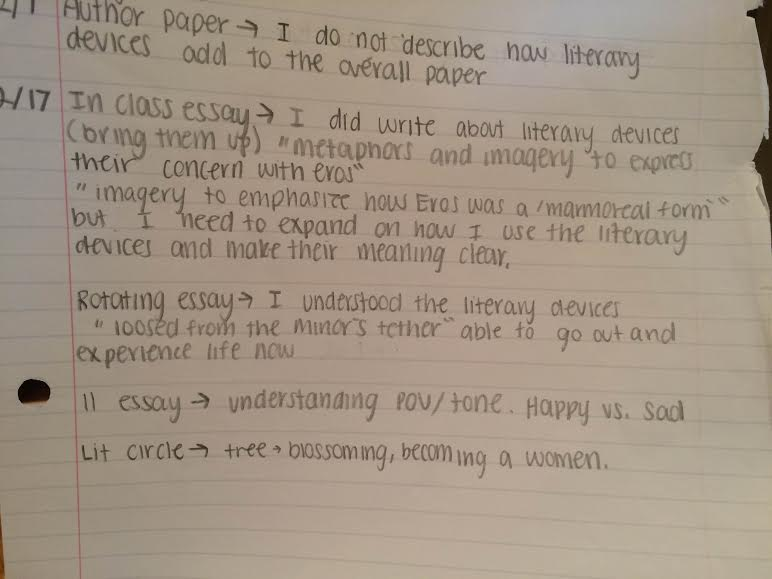 Author paper → I do not describe how literary
devices add to the overall paper
2/17 In class essay → I did write about literary devices
(bring them up) "metaphors and imagery to express
their concern with eros"
"imagery to emphasize how Eros was a 'marmoreal form"
but I need to expand on how I use the literary
devices and make their meaning clear.
Rotating essay → I understood the literary devices
"loosed from the minor's tether" able to go out and
experience life now
11 essay → understanding POV/tone. Happy vs. sad
Lit circle → tree → blossoming, becoming a women.